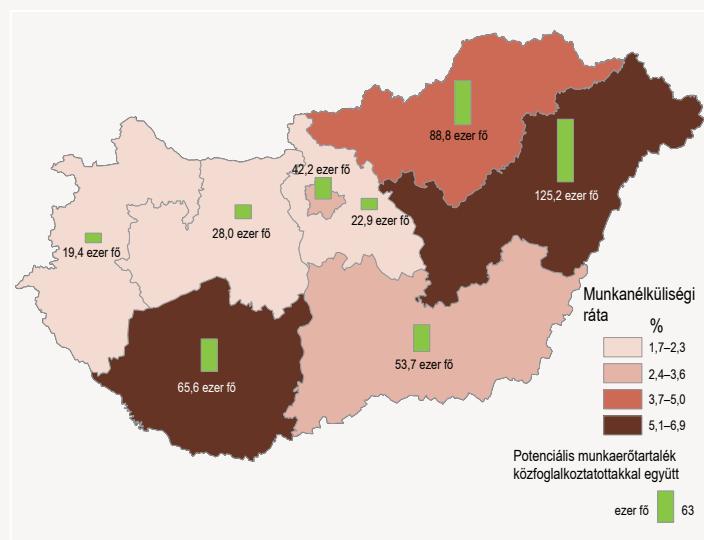 88,8 ezer fő
42,2 ezer fő
125,2 ezer fő
22,9 ezer fő
28,0 ezer fő
19,4 ezer fő
53,7 ezer fő
65,6 ezer fő
Munkanélküliségi
ráta
%
1,7–2,3
2,4–3,6
3,7–5,0
5,1–6,9
Potenciális munkaerőtartalék
közfoglalkoztatottakkal együtt
ezer fő 63